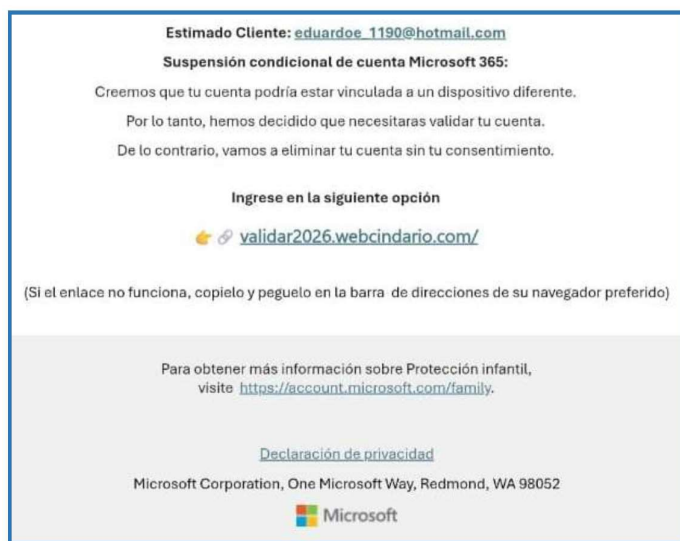 Estimado Cliente: eduardoe_1190@hotmail.com
Suspensión condicional de cuenta Microsoft 365:
Creemos que tu cuenta podría estar vinculada a un dispositivo diferente.
Por lo tanto, hemos decidido que necesitaras validar tu cuenta.
De lo contrario, vamos a eliminar tu cuenta sin tu consentimiento.
Ingrese en la siguiente opción
👉 🔗 validar2026.webcindario.com/
(Si el enlace no funciona, copielo y peguelo en la barra de direcciones de su navegador preferido)
Para obtener más información sobre Protección infantil,
visite https://account.microsoft.com/family.
Declaración de privacidad
Microsoft Corporation, One Microsoft Way, Redmond, WA 98052
Microsoft